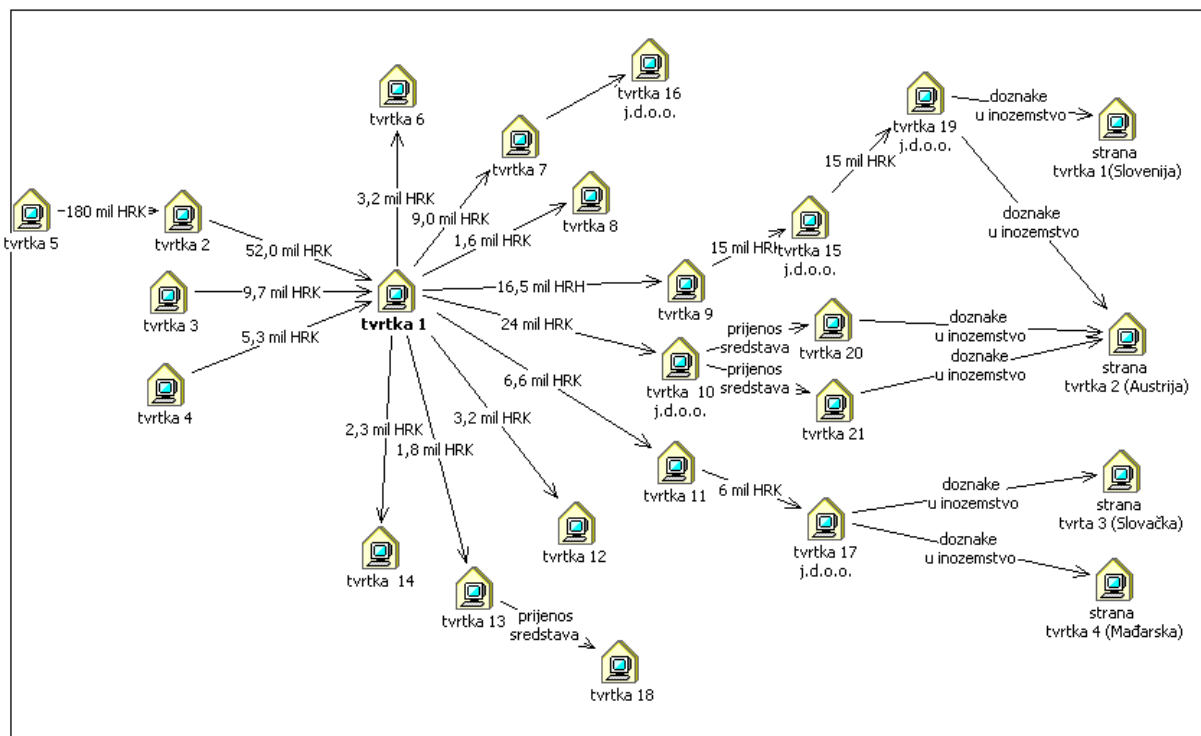 tvrtka 16
j.d.o.o.
tvrtka 6
tvrtka 7
tvrtka 19
j.d.o.o.
doznake
u inozemstvo
strana
tvrtka 1(Slovenija)
tvrtka 5
180 mil HRK
tvrtka 2
3,2 mil HRK
9,0 mil HRK
1,6 mil HRK
tvrtka 8
15 mil HRK
tvrtka 15
j.d.o.o.
doznake
u inozemstvo
52,0 mil HRK
15 mil HRK
tvrtka 3
9,7 mil HRK
tvrtka 1
16,5 mil HRH
tvrtka 9
5,3 mil HRK
tvrtka 4
24 mil HRK
tvrtka 10
j.d.o.o.
prijenos
sredstava
tvrtka 20
doznake
u inozemstvo
prijenos
sredstava
tvrtka 21
doznake
u inozemstvo
strana
tvrtka 2 (Austrija)
6,6 mil HRK
3,2 mil HRK
2,3 mil HRK
1,8 mil HRK
tvrtka 11
6 mil HRK
tvrtka 17
j.d.o.o.
doznake
u inozemstvo
strana
tvrta 3 (Slovačka)
doznake
u inozemstvo
strana
tvrtka 4 (Mađarska)
tvrtka 12
tvrtka 14
tvrtka 13
prijenos
sredstava
tvrtka 18